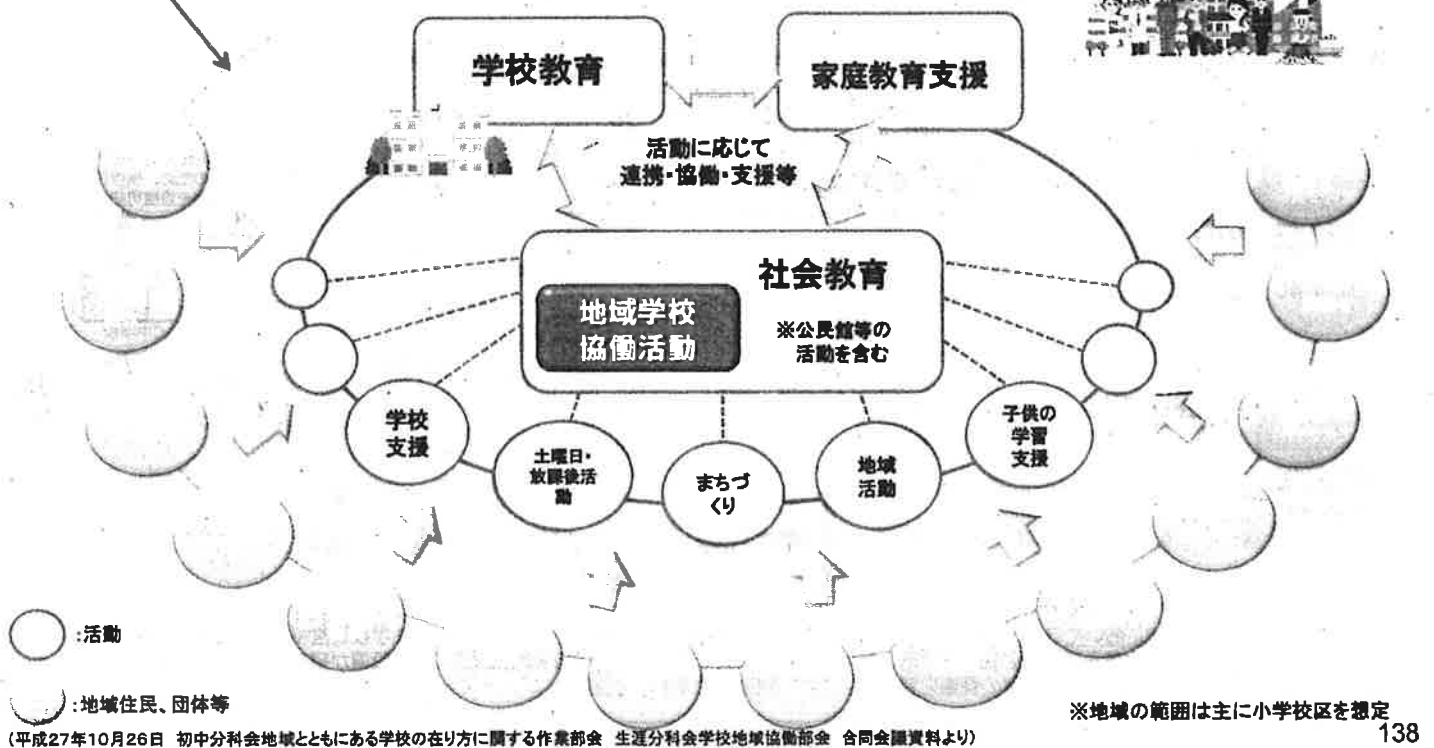 学校教育
家庭教育支援
活動に応じて
連携・協働・支援等
社会教育
地域学校
協働活動
※公民館等の
活動を含む
学校
支援
土曜日・
放課後活
動
まちづ
くり
地域
活動
子供の
学習
支援
:活動
:地域住民、団体等
※地域の範囲は主に小学校区を想定
(平成27年10月26日 初中分科会地域とともにある学校の在り方に関する作業部会 生涯分科会学校地域協働部会 合同会議資料より)
138